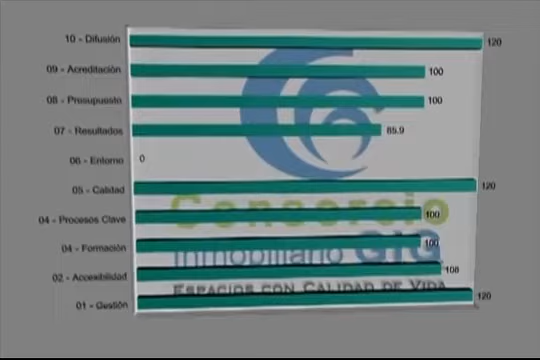 10 - Difusión 120
09 - Acreditación 100
08 - Presupuesto 100
07 - Resultados 85.9
06 - Entorno 0
05 - Calidad 120
04 - Procesos Clave 100
04 - Formación 100
02 - Accesibilidad 108
01 - Gestión 120
Consorcio
Inmobiliario GIG
ESPACIOS CON CALIDAD DE VIDA